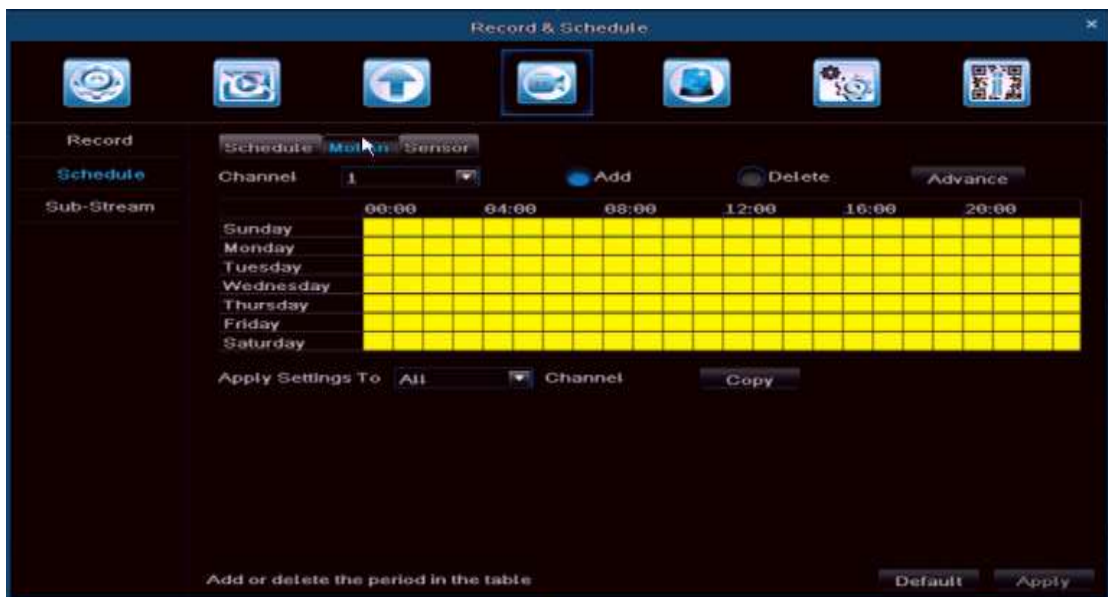 Record & Schedule ×
Record
Schedule
Sub-Stream
Schedule Motion Sensor
Channel 1 Add Delete Advance
00:00 04:00 08:00 12:00 16:00 20:00
Sunday
Monday
Tuesday
Wednesday
Thursday
Friday
Saturday
Apply Settings To All Channel Copy
Add or delete the period in the table
Default Apply